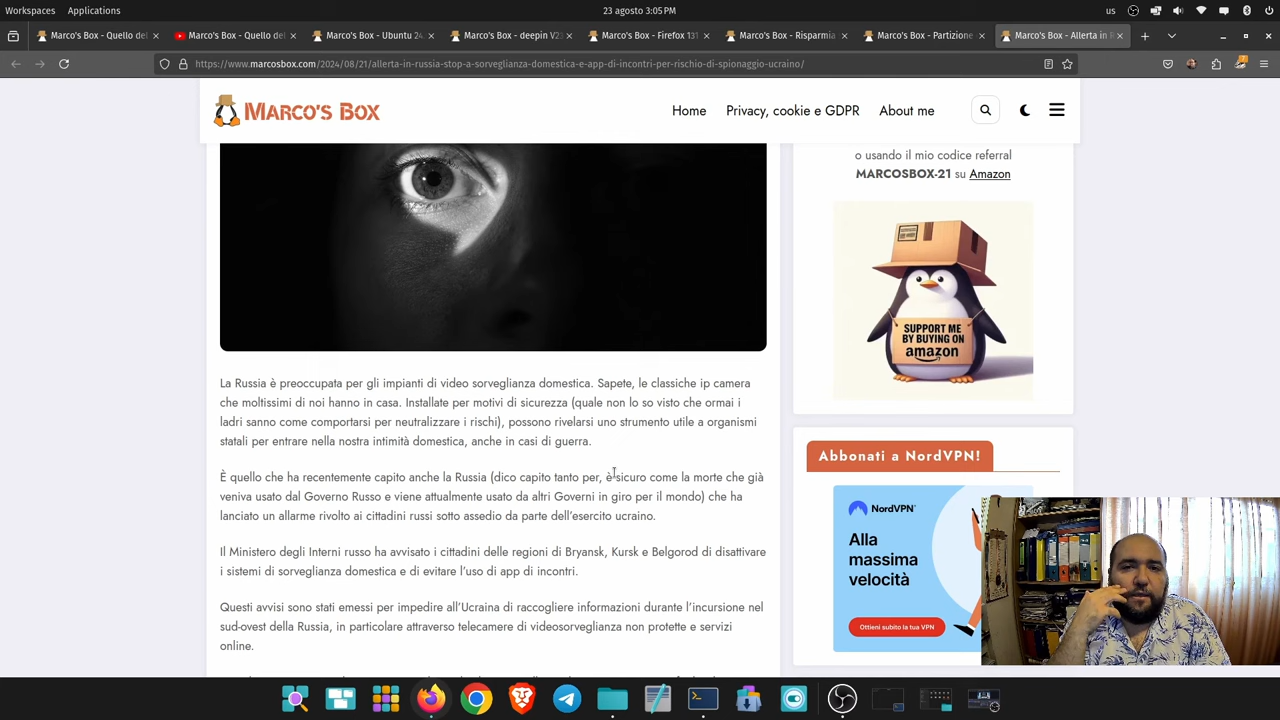 Workspaces Applications 23 agosto 3:05 PM us
Marco's Box - Quello del Marco's Box - Quello del Marco's Box - Ubuntu 24. Marco's Box - deepin V23 Marco's Box - Firefox 131 Marco's Box - Risparmia Marco's Box - Partizione Marco's Box - Allerta in R
https://www.marcosbox.com/2024/08/21/allerta-in-russia-stop-a-sorveglianza-domestica-e-app-di-incontri-per-rischio-di-spionaggio-ucraino/
MARCO'S BOX Home Privacy, cookie e GDPR About me
La Russia è preoccupata per gli impianti di video sorveglianza domestica. Sapete, le classiche ip camera
che moltissimi di noi hanno in casa. Installate per motivi di sicurezza (quale non lo so visto che ormai i
ladri sanno come comportarsi per neutralizzare i rischi), possono rivelarsi uno strumento utile a organismi
statali per entrare nella nostra intimità domestica, anche in casi di guerra.
È quello che ha recentemente capito anche la Russia (dico capito tanto per, è sicuro come la morte che già
veniva usato dal Governo Russo e viene attualmente usato da altri Governi in giro per il mondo) che ha
lanciato un allarme rivolto ai cittadini russi sotto assedio da parte dell'esercito ucraino.
Il Ministero degli Interni russo ha avvisato i cittadini delle regioni di Bryansk, Kursk e Belgorod di disattivare
i sistemi di sorveglianza domestica e di evitare l'uso di app di incontri.
Questi avvisi sono stati emessi per impedire all'Ucraina di raccogliere informazioni durante l'incursione nel
sud-ovest della Russia, in particolare attraverso telecamere di videosorveglianza non protette e servizi
online.
o usando il mio codice referral
MARCOSBOX-21 su Amazon
SUPPORT ME
BY BUYING ON
amazon
Abbonati a NordVPN!
NordVPN®
Alla
massima
velocità
Ottieni subito la tua VPN